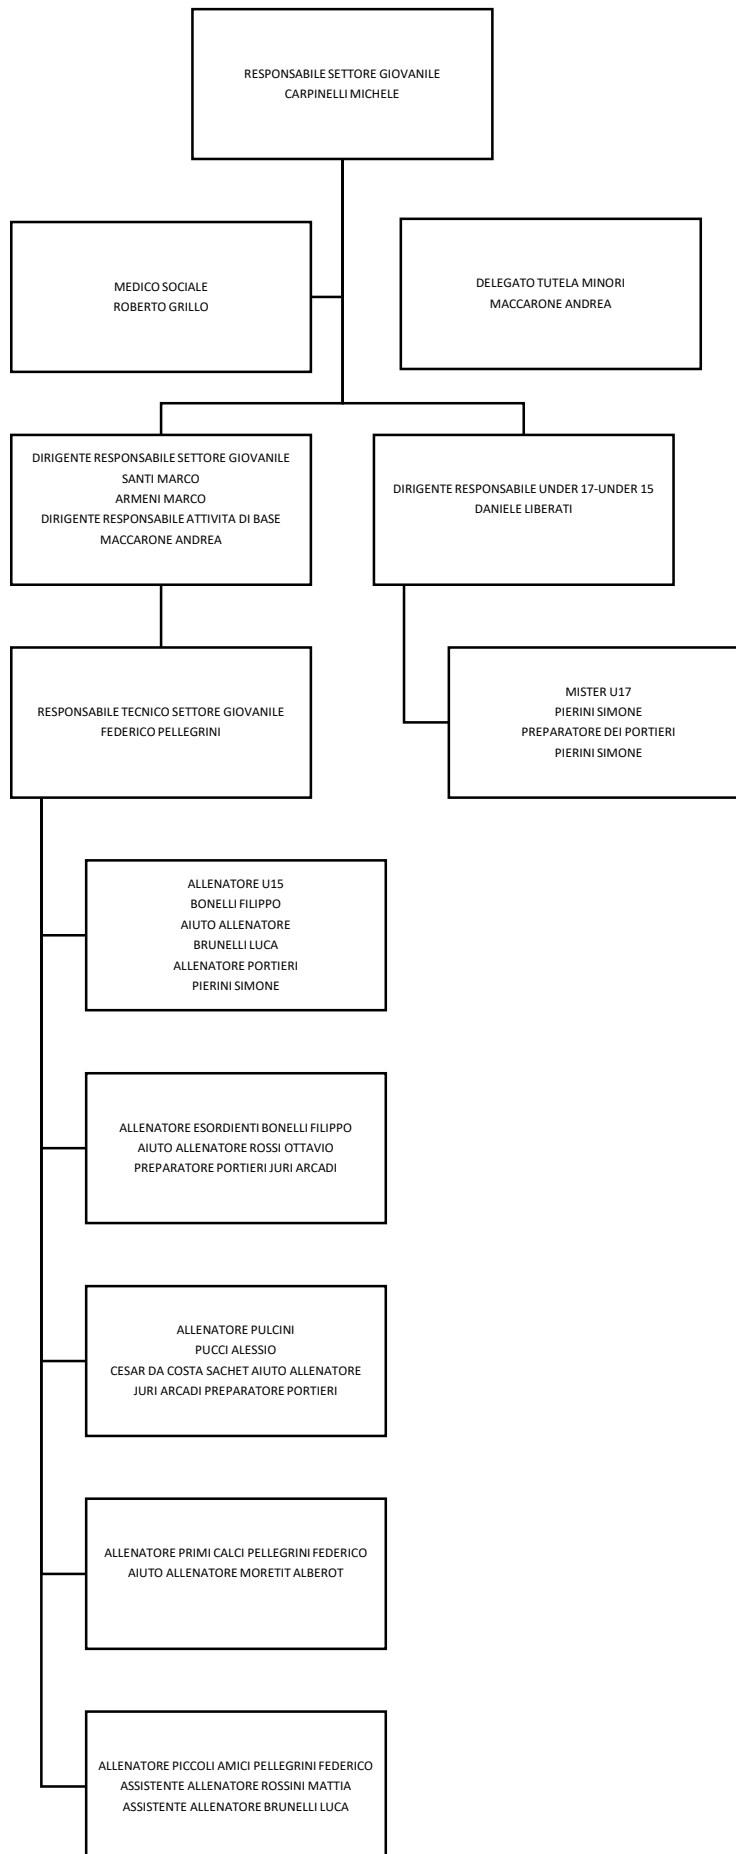 RESPONSABILE SETTORE GIOVANILE
CARPINELLI MICHELE
MEDICO SOCIALE
ROBERTO GRILLO
DELEGATO TUTELA MINORI
MACCARONE ANDREA
DIRIGENTE RESPONSABILE SETTORE GIOVANILE
SANTI MARCO
ARMENI MARCO
DIRIGENTE RESPONSABILE ATTIVITA DI BASE
MACCARONE ANDREA
DIRIGENTE RESPONSABILE UNDER 17-UNDER 15
DANIELE LIBERATI
RESPONSABILE TECNICO SETTORE GIOVANILE
FEDERICO PELLEGRINI
MISTER U17
PIERINI SIMONE
PREPARATORE DEI PORTIERI
PIERINI SIMONE
ALLENATORE U15
BONELLI FILIPPO
AIUTO ALLENATORE
BRUNELLI LUCA
ALLENATORE PORTIERI
PIERINI SIMONE
ALLENATORE ESORDIENTI BONELLI FILIPPO
AIUTO ALLENATORE ROSSI OTTAVIO
PREPARATORE PORTIERI JURI ARCADI
ALLENATORE PULCINI
PUCCI ALESSIO
CESAR DA COSTA SACHET AIUTO ALLENATORE
JURI ARCADI PREPARATORE PORTIERI
ALLENATORE PRIMI CALCI PELLEGRINI FEDERICO
AIUTO ALLENATORE MORETIT ALBEROT
ALLENATORE PICCOLI AMICI PELLEGRINI FEDERICO
ASSISTENTE ALLENATORE ROSSINI MATTIA
ASSISTENTE ALLENATORE BRUNELLI LUCA